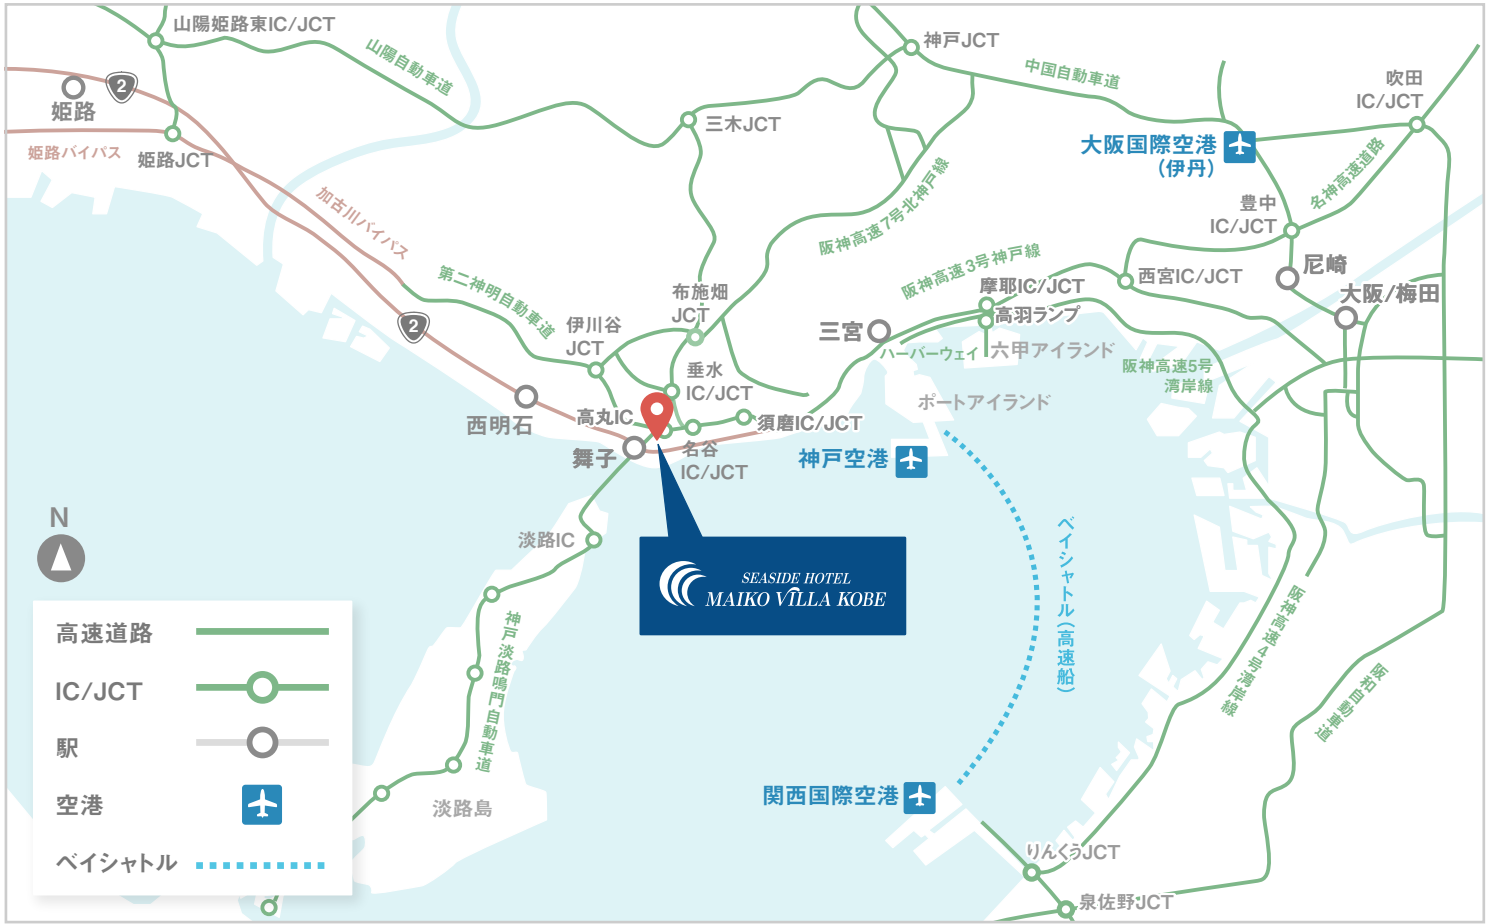 山陽姫路東IC/JCT
山陽自動車道
神戸JCT
中国自動車道
吹田
IC/JCT
2
姫路
姫路バイパス
姫路JCT
三木JCT
大阪国際空港
(伊丹)
名神高速道路
加古川バイパス
阪神高速7号北神戸線
豊中
IC/JCT
第二神明自動車道
布施畑
JCT
阪神高速3号神戸線
摩耶IC/JCT
西宮IC/JCT
尼崎
大阪/梅田
2
伊川谷
JCT
三宮
高羽ランプ
ハーバーウェイ
六甲アイランド
阪神高速5号
湾岸線
垂水
IC/JCT
ポートアイランド
西明石
高丸IC
須磨IC/JCT
舞子
名谷
IC/JCT
神戸空港
N
淡路IC
SEASIDE HOTEL
MAIKO VILLA KOBE
ベイシャトル(高速船)
阪神高速4号湾岸線
阪和自動車道
神戸淡路鳴門自動車道
淡路島
関西国際空港
りんくうJCT
泉佐野JCT
高速道路
IC/JCT
駅
空港
ベイシャトル